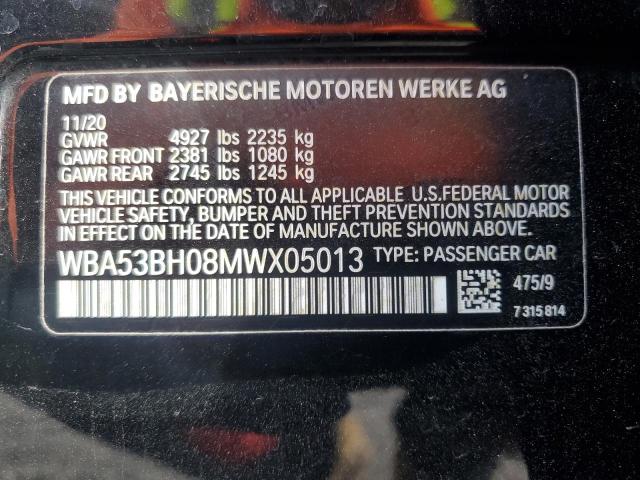 MFD BY BAYERISCHE MOTOREN WERKE AG
11/20
GVWR 4927 lbs 2235 kg
GAWR FRONT 2381 lbs 1080 kg
GAWR REAR 2745 lbs 1245 kg
THIS VEHICLE CONFORMS TO ALL APPLICABLE U.S.FEDERAL MOTOR
VEHICLE SAFETY, BUMPER AND THEFT PREVENTION STANDARDS
IN EFFECT ON THE DATE OF MANUFACTURE SHOWN ABOVE.
WBA53BH08MWX05013 TYPE: PASSENGER CAR
475/9
7315814